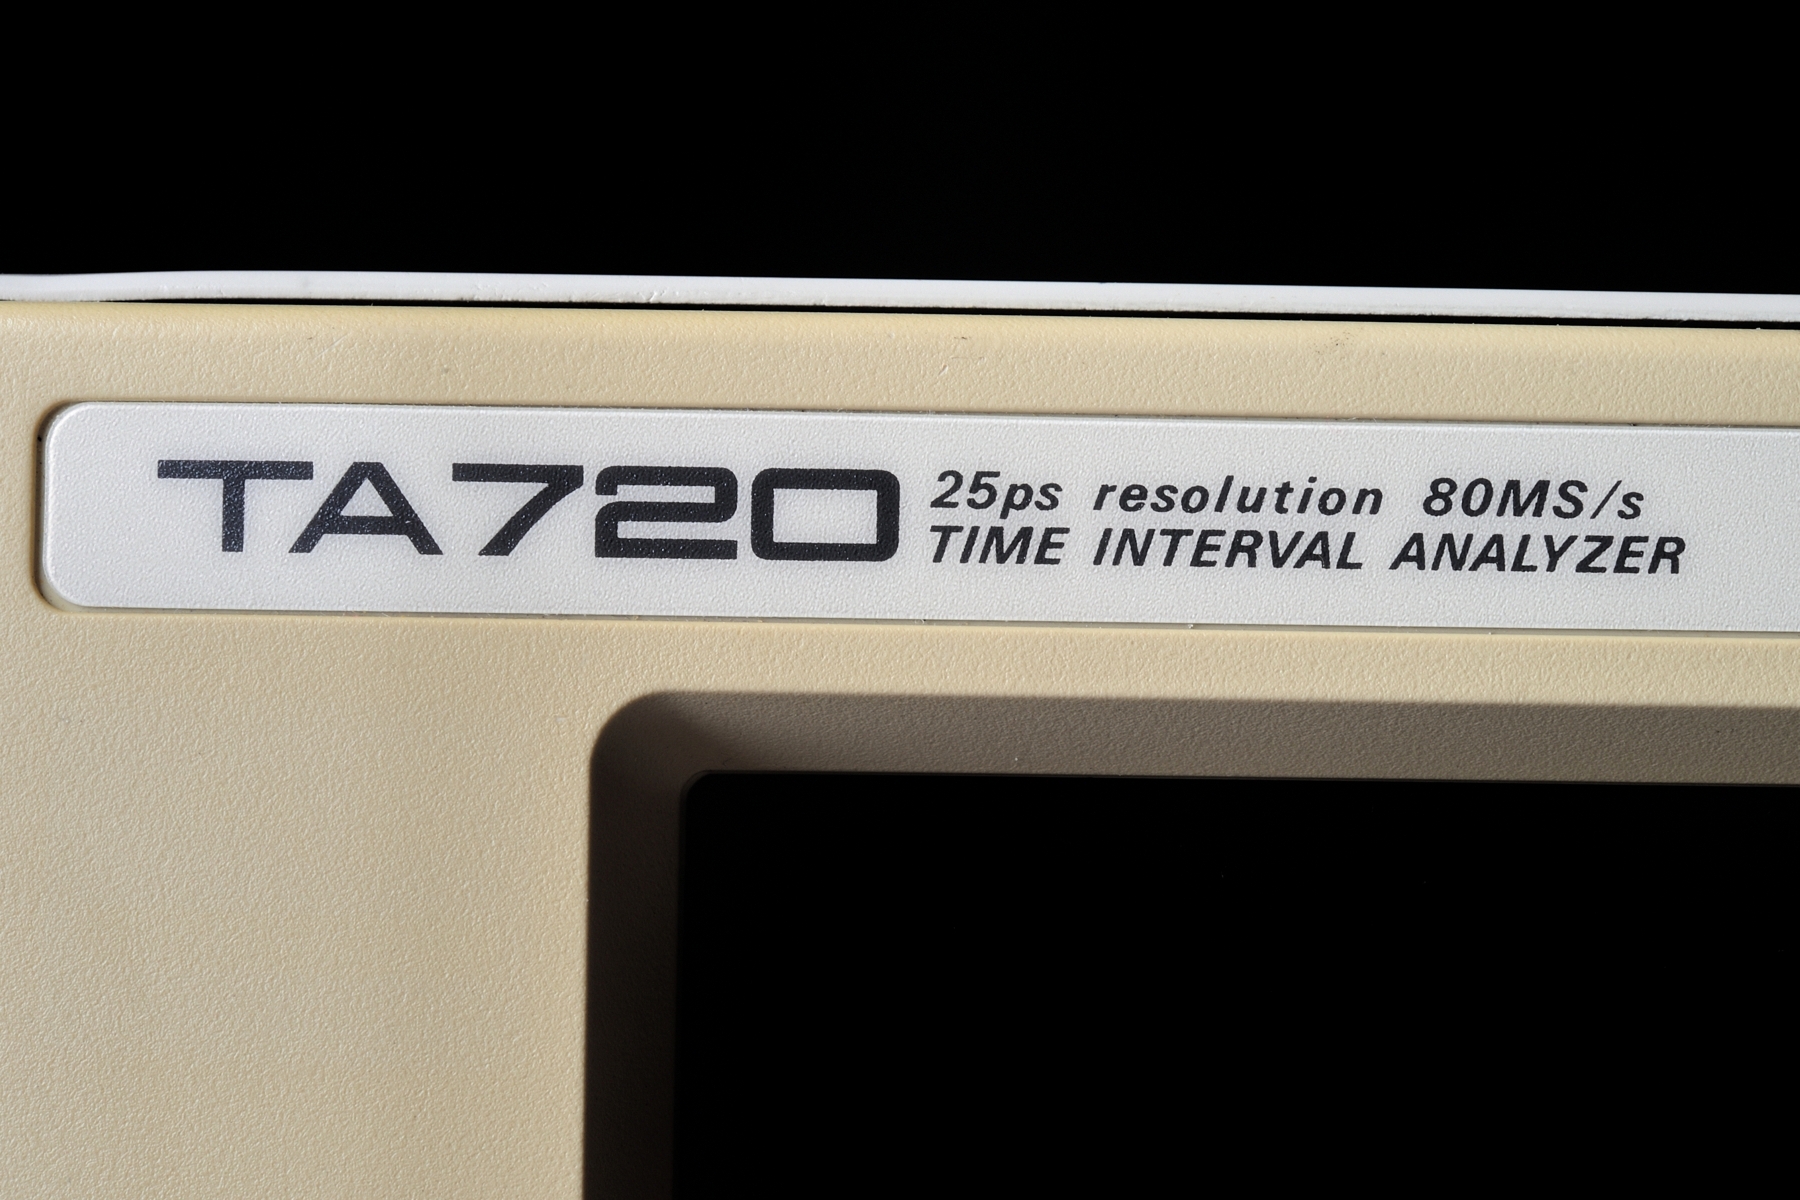 TA720
25ps resolution 80MS/s
TIME INTERVAL ANALYZER